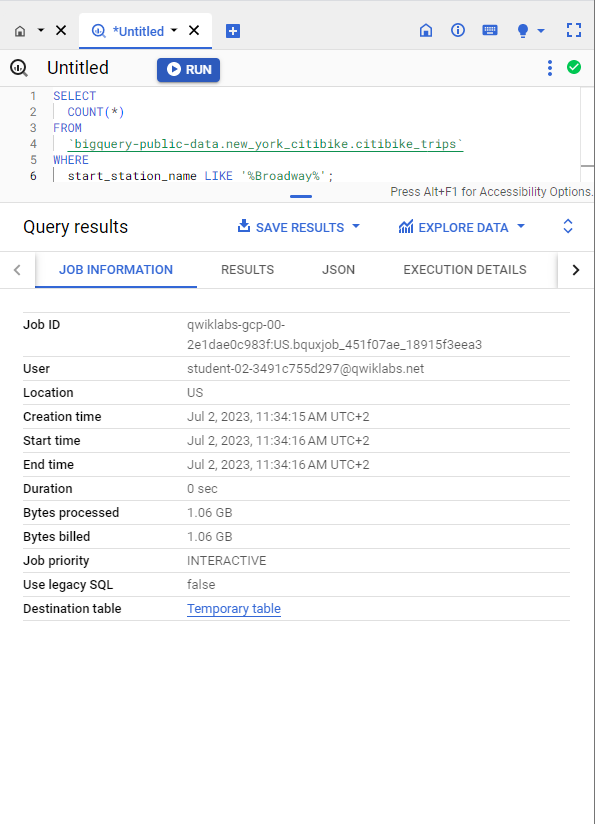 *Untitled
Untitled
RUN
1 SELECT
2 COUNT(*)
3 FROM
4 `bigquery-public-data.new_york_citibike.citibike_trips`
5 WHERE
6 start_station_name LIKE '%Broadway%';
Press Alt+F1 for Accessibility Options.
Query results
SAVE RESULTS
EXPLORE DATA
JOB INFORMATION
RESULTS
JSON
EXECUTION DETAILS
Job ID qwiklabs-gcp-00-
2e1dae0c983f:US.bquxjob_451f07ae_18915f3eea3
User student-02-3491c755d297@qwiklabs.net
Location US
Creation time Jul 2, 2023, 11:34:15 AM UTC+2
Start time Jul 2, 2023, 11:34:16 AM UTC+2
End time Jul 2, 2023, 11:34:16 AM UTC+2
Duration 0 sec
Bytes processed 1.06 GB
Bytes billed 1.06 GB
Job priority INTERACTIVE
Use legacy SQL false
Destination table Temporary table